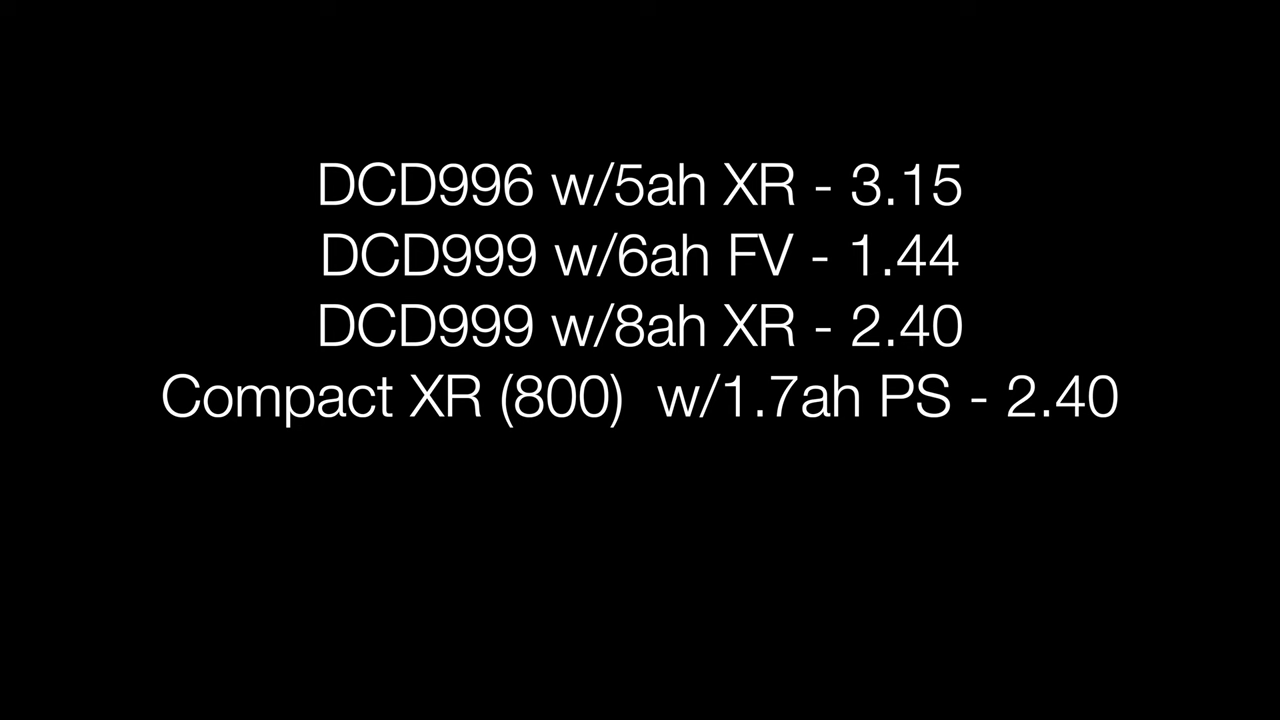 DCD996 w/5ah XR - 3.15
DCD999 w/6ah FV - 1.44
DCD999 w/8ah XR - 2.40
Compact XR (800)  w/1.7ah PS - 2.40